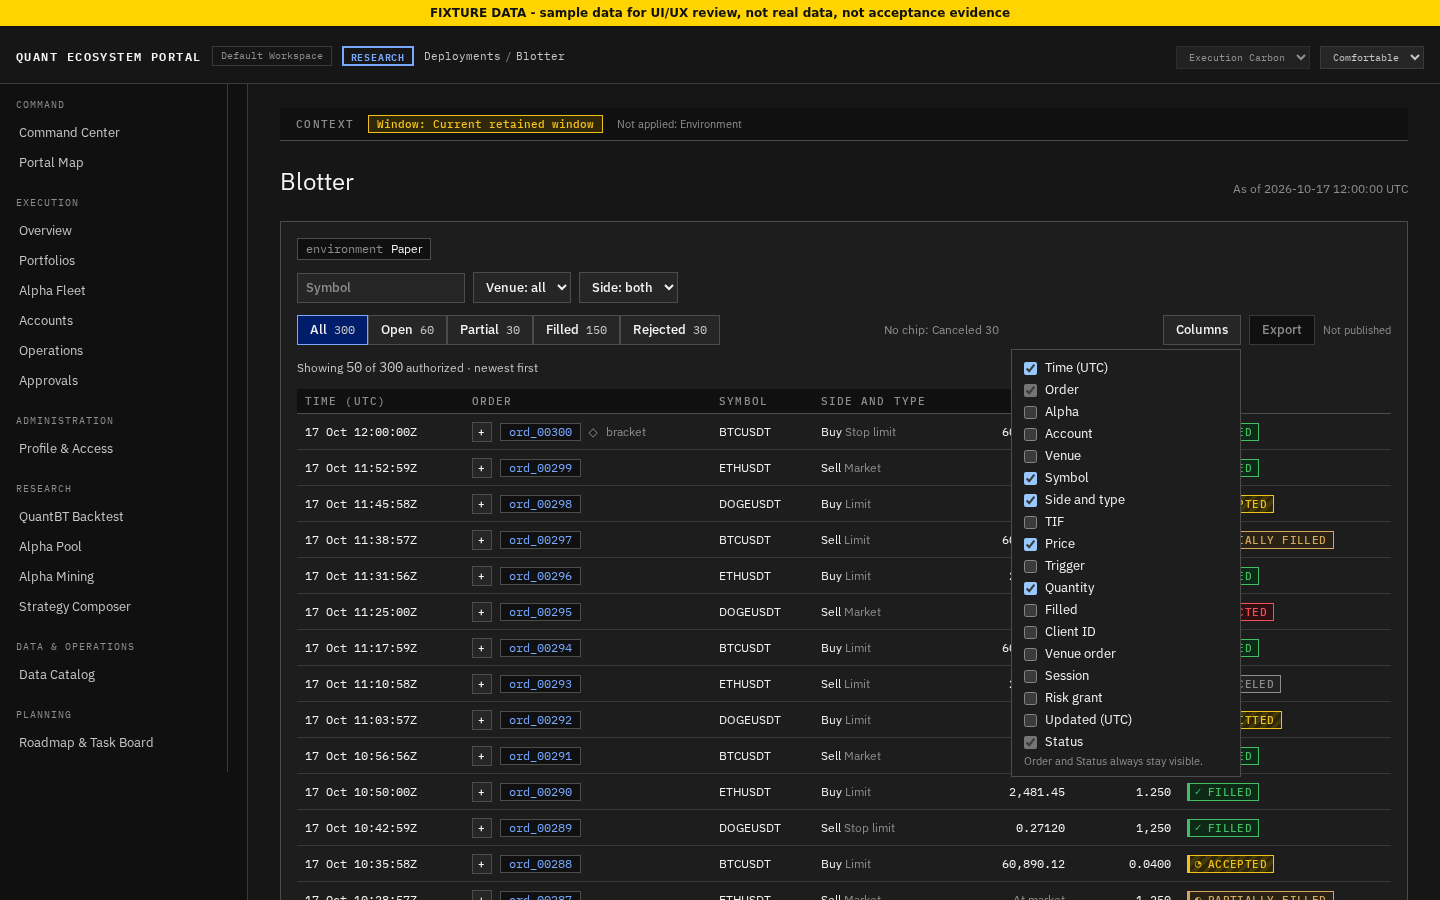 FIXTURE DATA - sample data for UI/UX review, not real data, not acceptance evidence
QUANT ECOSYSTEM PORTAL Default Workspace RESEARCH Deployments / Blotter Execution Carbon Comfortable
COMMAND
Command Center
Portal Map
EXECUTION
Overview
Portfolios
Alpha Fleet
Accounts
Operations
Approvals
ADMINISTRATION
Profile & Access
RESEARCH
QuantBT Backtest
Alpha Pool
Alpha Mining
Strategy Composer
DATA & OPERATIONS
Data Catalog
PLANNING
Roadmap & Task Board
CONTEXT Window: Current retained window Not applied: Environment
Blotter
As of 2026-10-17 12:00:00 UTC
environment Paper
Symbol Venue: all Side: both
All 300 Open 60 Partial 30 Filled 150 Rejected 30 No chip: Canceled 30 Columns Export Not published
Showing 50 of 300 authorized · newest first
TIME (UTC) ORDER SYMBOL SIDE AND TYPE
17 Oct 12:00:00Z + ord_00300 ◇ bracket BTCUSDT Buy Stop limit
17 Oct 11:52:59Z + ord_00299 ETHUSDT Sell Market
17 Oct 11:45:58Z + ord_00298 DOGEUSDT Buy Limit
17 Oct 11:38:57Z + ord_00297 BTCUSDT Sell Limit
17 Oct 11:31:56Z + ord_00296 ETHUSDT Buy Limit
17 Oct 11:25:00Z + ord_00295 DOGEUSDT Sell Market
17 Oct 11:17:59Z + ord_00294 BTCUSDT Buy Limit
17 Oct 11:10:58Z + ord_00293 ETHUSDT Sell Limit
17 Oct 11:03:57Z + ord_00292 DOGEUSDT Buy Limit
17 Oct 10:56:56Z + ord_00291 BTCUSDT Sell Market
17 Oct 10:50:00Z + ord_00290 ETHUSDT Buy Limit 2,481.45 1.250 ✓ FILLED
17 Oct 10:42:59Z + ord_00289 DOGEUSDT Sell Stop limit 0.27120 1,250 ✓ FILLED
17 Oct 10:35:58Z + ord_00288 BTCUSDT Buy Limit 60,890.12 0.0400 ACCEPTED
Time (UTC)
Order
Alpha
Account
Venue
Symbol
Side and type
TIF
Price
Trigger
Quantity
Filled
Client ID
Venue order
Session
Risk grant
Updated (UTC)
Status
Order and Status always stay visible.